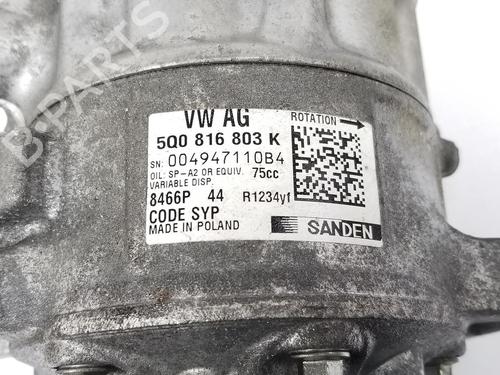 VW AG
ROTATION
5Q0 816 803 K
SN: 004947110B4
OIL: SP-A2 OR EQUIV. 75cc
VARIABLE DISP.
8466P 44 R1234yf
CODE SYP
MADE IN POLAND
SANDEN
B-PARTS